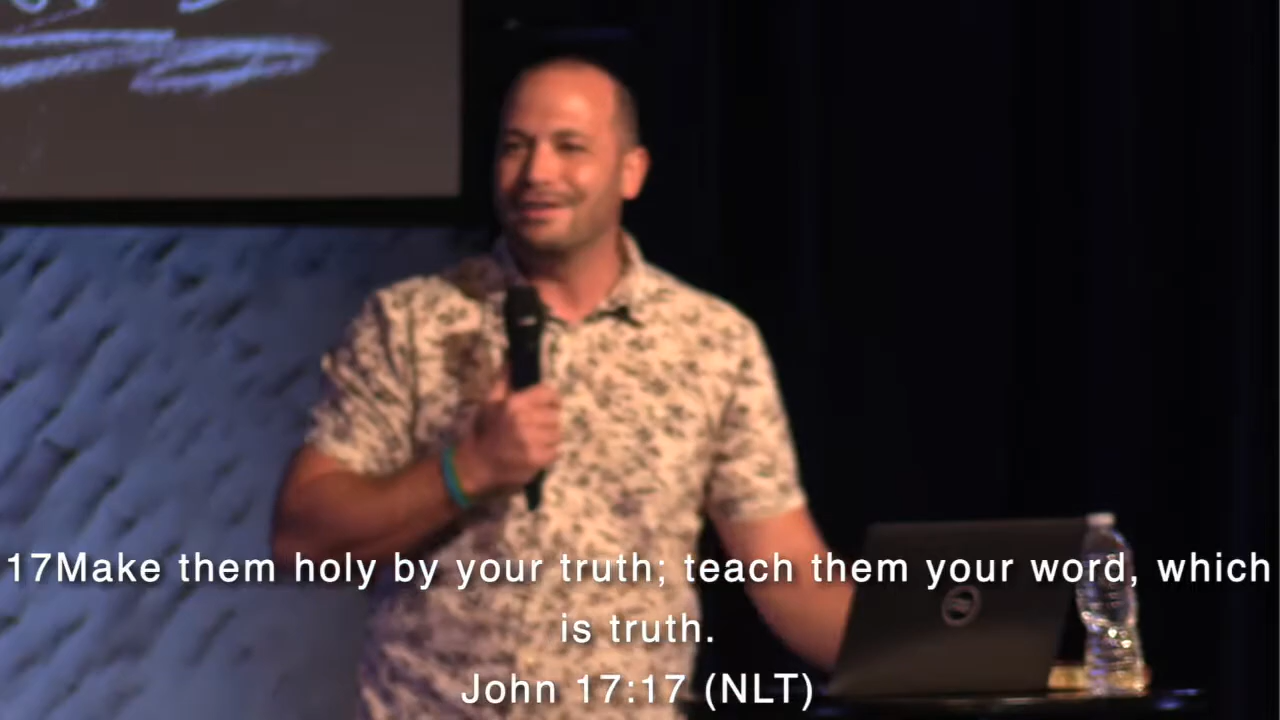 17Make them holy by your truth; teach them your word, which
is truth.
John 17:17 (NLT)